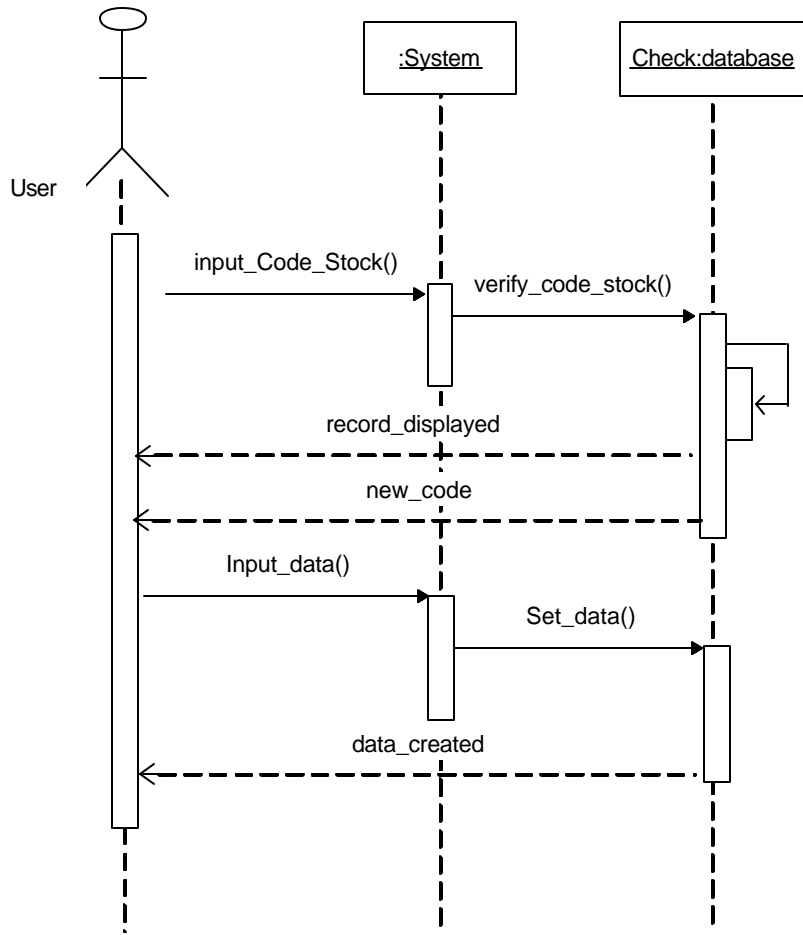 :System
Check:database
User
input_Code_Stock()
verify_code_stock()
record_displayed
new_code
Input_data()
Set_data()
data_created